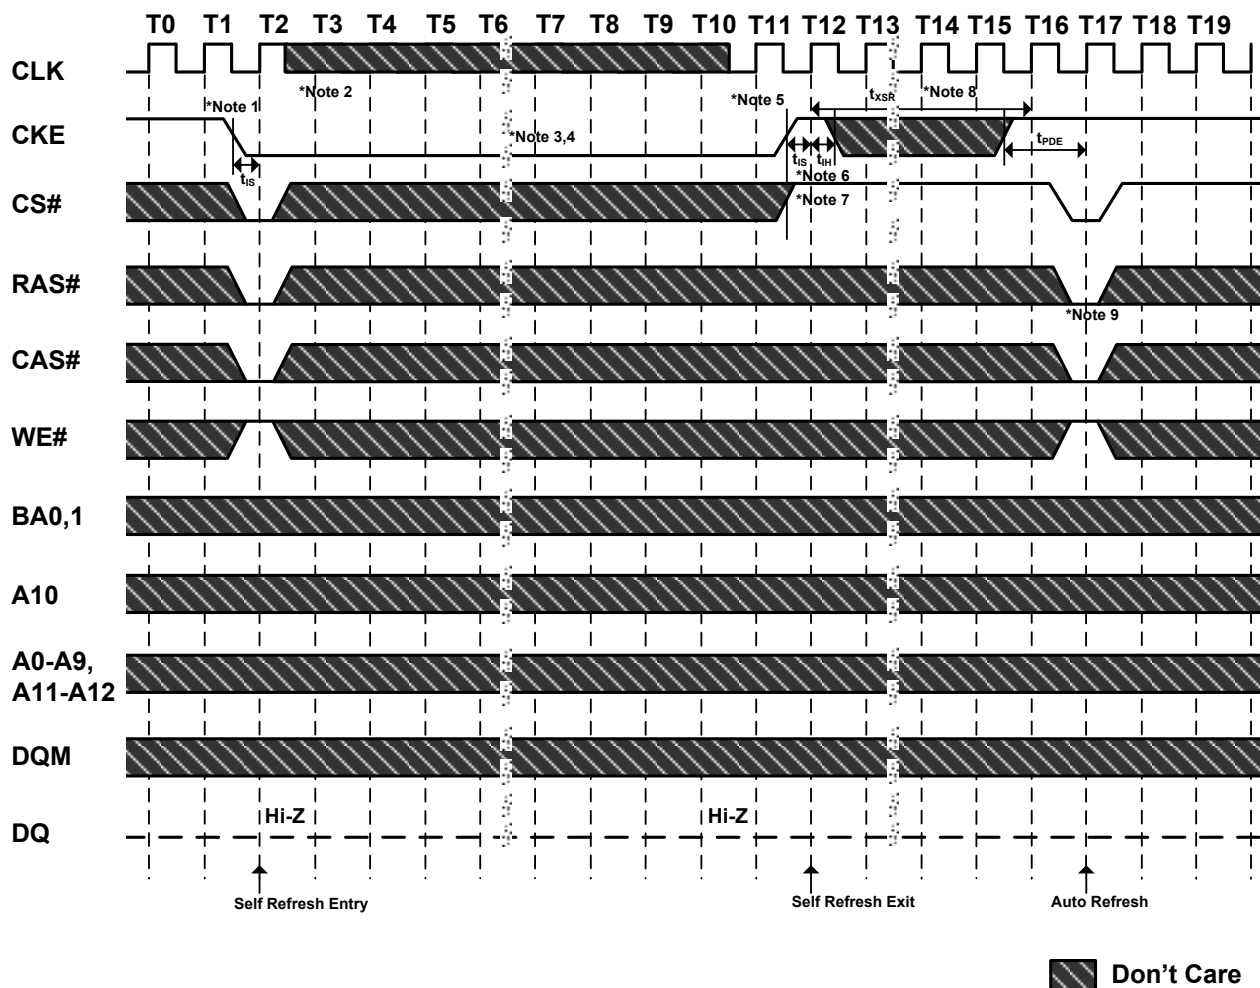 T0 T1 T2 T3 T4 T5 T6 T7 T8 T9 T10 T11 T12 T13 T14 T15 T16 T17 T18 T19
CLK
*Note 1 *Note 2 *Note 5 tXSR *Note 8
CKE
*Note 3,4
tIS tIS tIH tPDE
*Note 6
CS#
*Note 7
RAS#
*Note 9
CAS#
WE#
BA0,1
A10
A0-A9,
A11-A12
DQM
Hi-Z Hi-Z
DQ
Self Refresh Entry Self Refresh Exit Auto Refresh
Don't Care